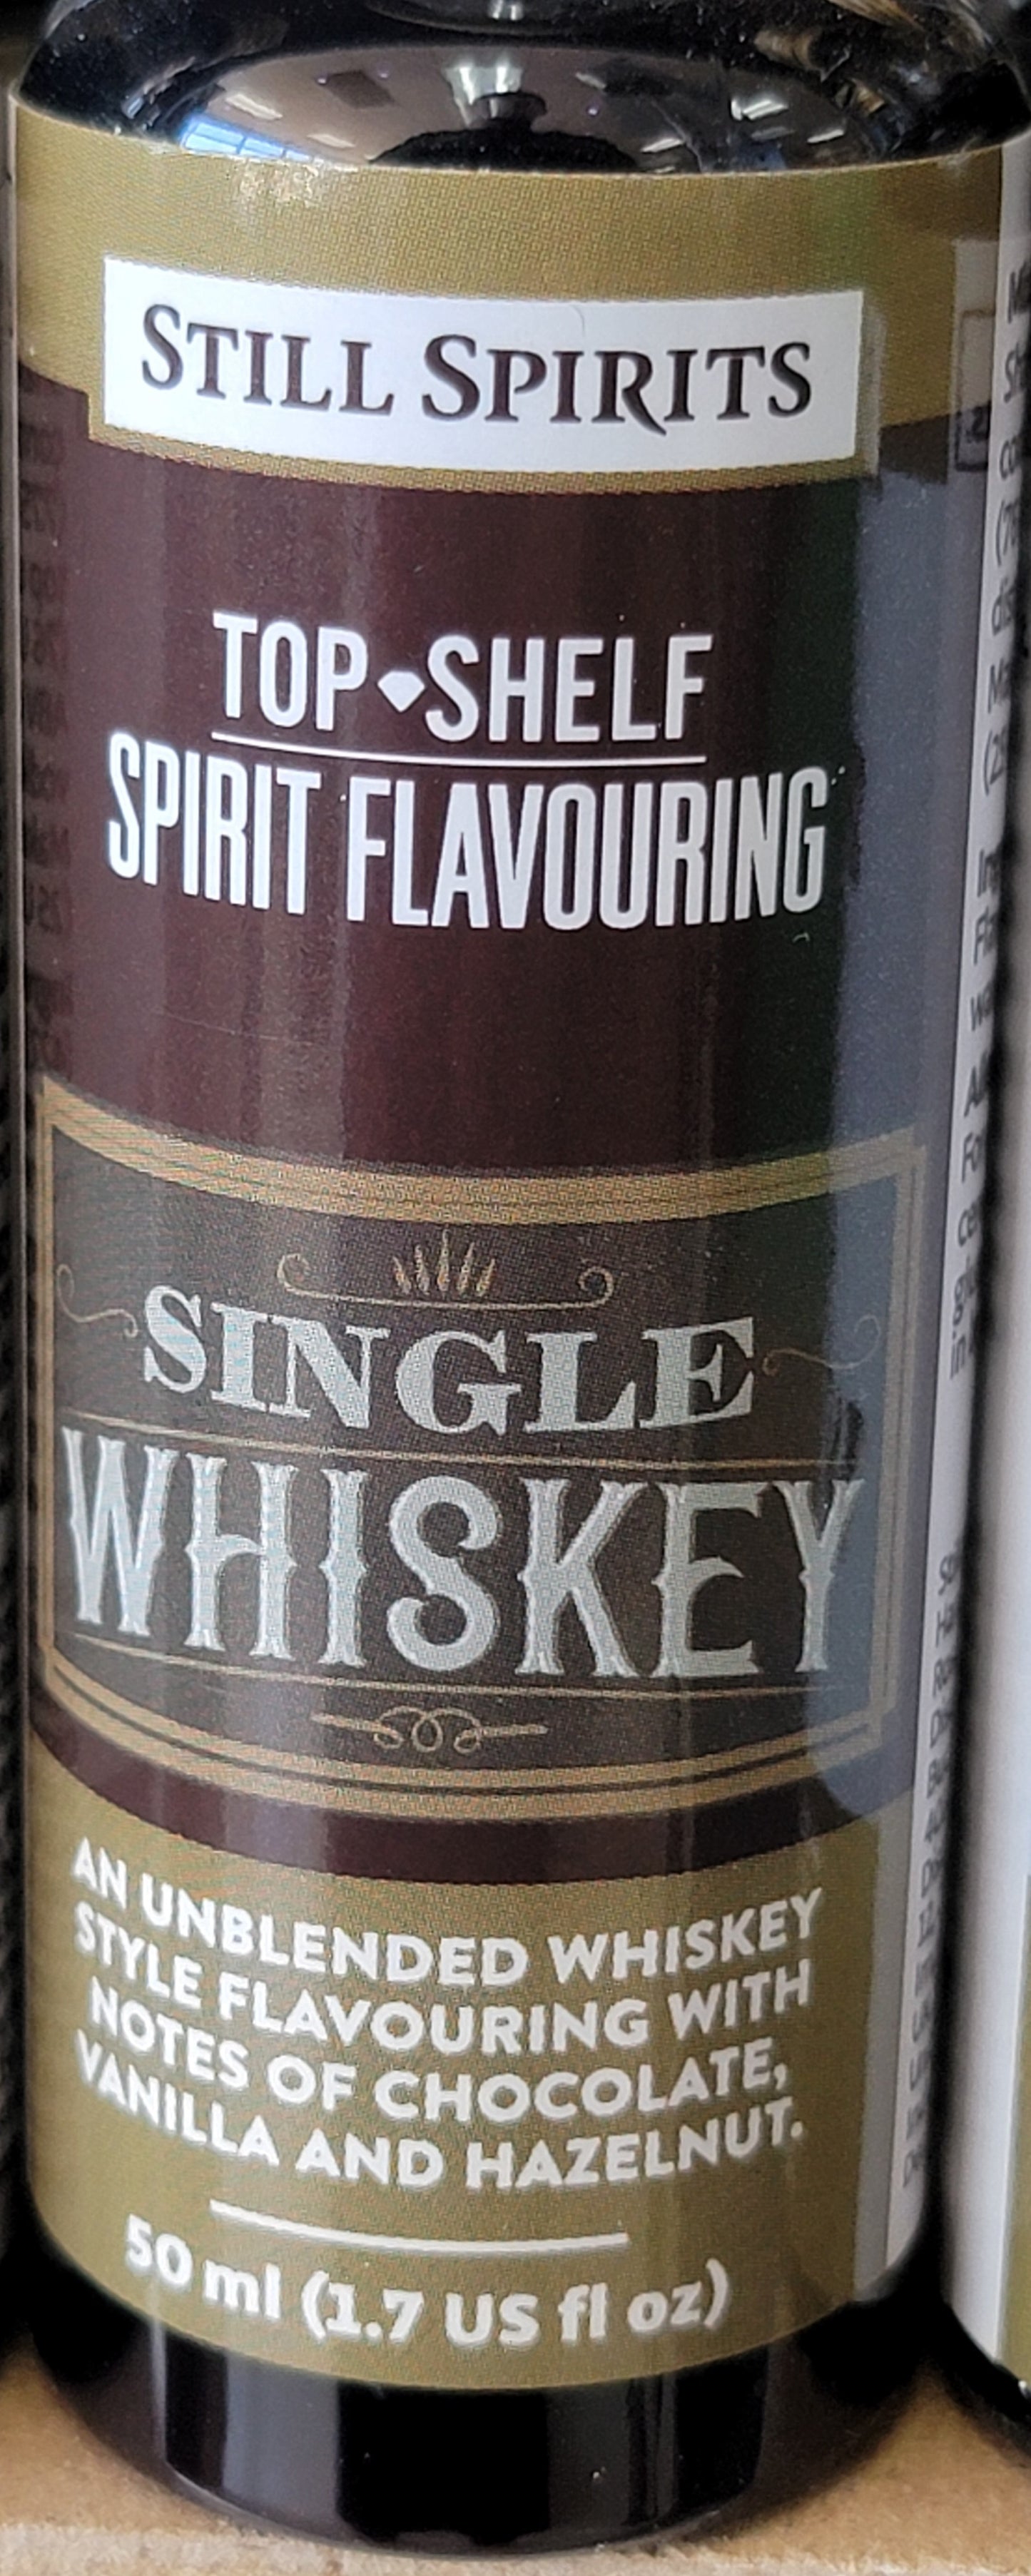 STILL SPIRITS
TOP SHELF
SPIRIT FLAVOURING
SINGLE
WHISKEY
AN UNBLENDED WHISKEY
STYLE FLAVOURING WITH
NOTES OF CHOCOLATE,
VANILLA AND HAZELNUT.
50 ml (1.7 US fl oz)